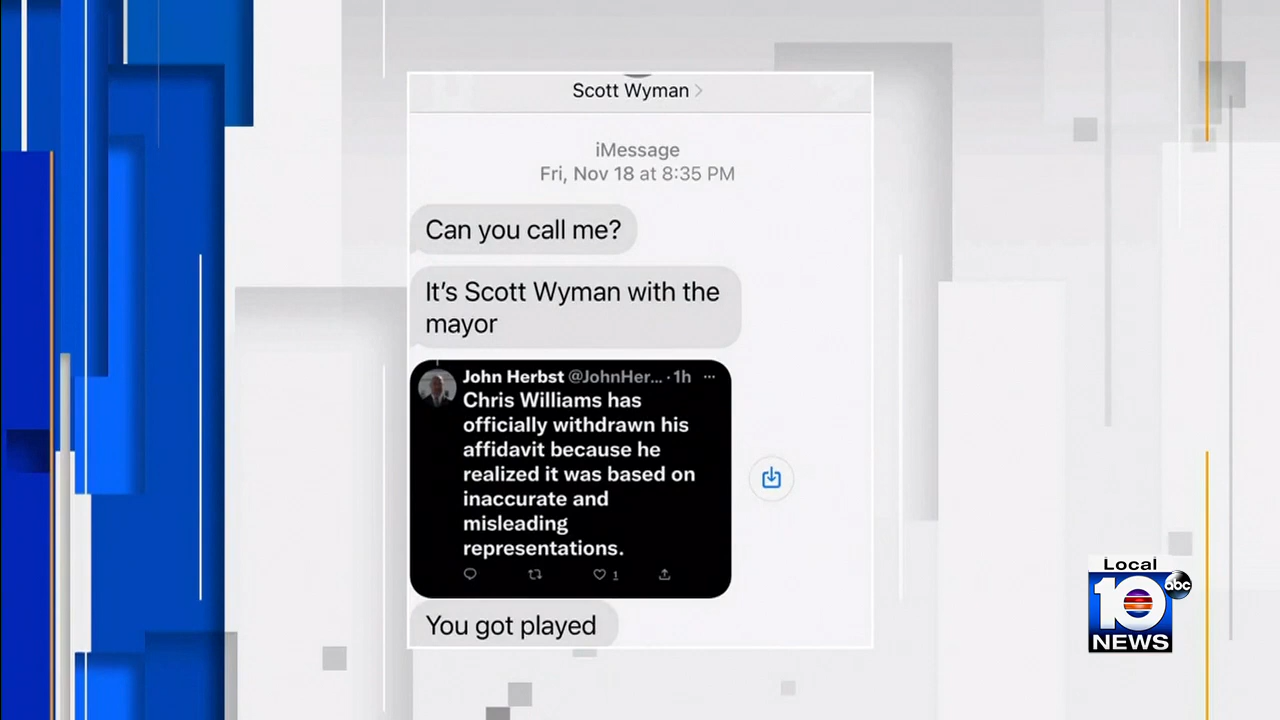 Scott Wyman >
iMessage
Fri, Nov 18 at 8:35 PM
Can you call me?
It's Scott Wyman with the
mayor
John Herbst @JohnHer... · 1h ...
Chris Williams has
officially withdrawn his
affidavit because he
realized it was based on
inaccurate and
misleading
representations.
1
You got played
Local
10 abc
NEWS